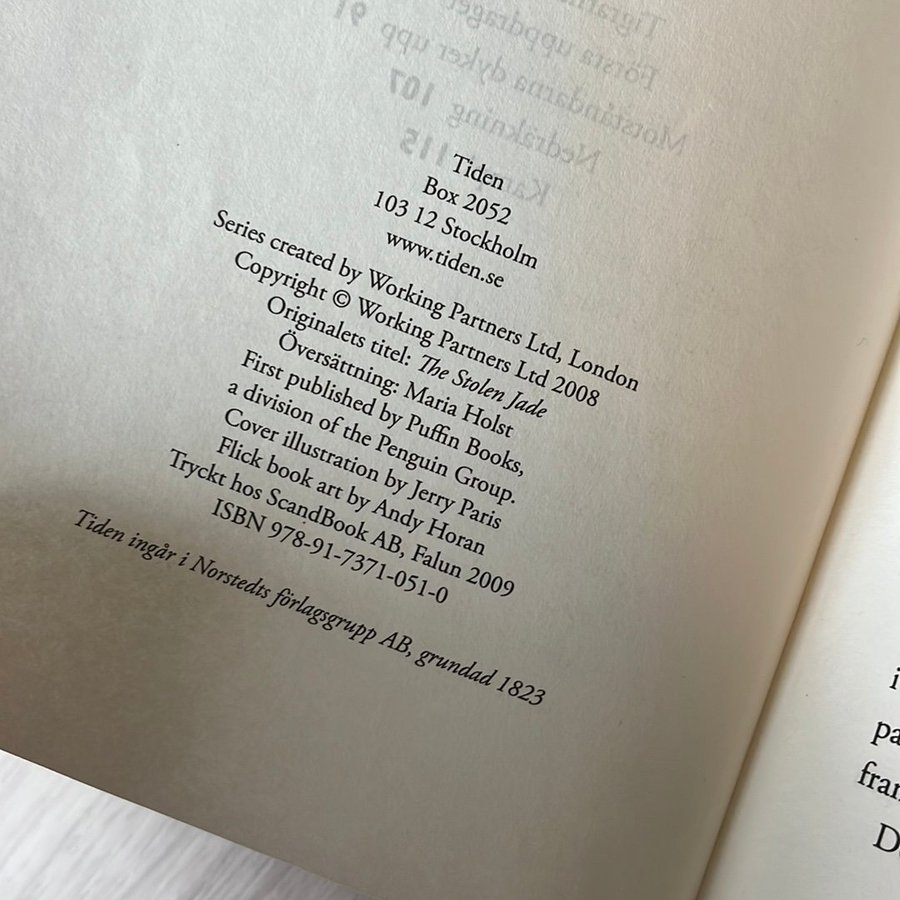 Tiden
Box 2052
103 12 Stockholm
www.tiden.se
Series created by Working Partners Ltd, London
Copyright © Working Partners Ltd 2008
Originalets titel: The Stolen Jade
Översättning: Maria Holst
First published by Puffin Books,
a division of the Penguin Group.
Cover illustration by Jerry Paris
Flick book art by Andy Horan
Tryckt hos ScandBook AB, Falun 2009
ISBN 978-91-7371-051-0
Tiden ingår i Norstedts förlagsgrupp AB, grundad 1823